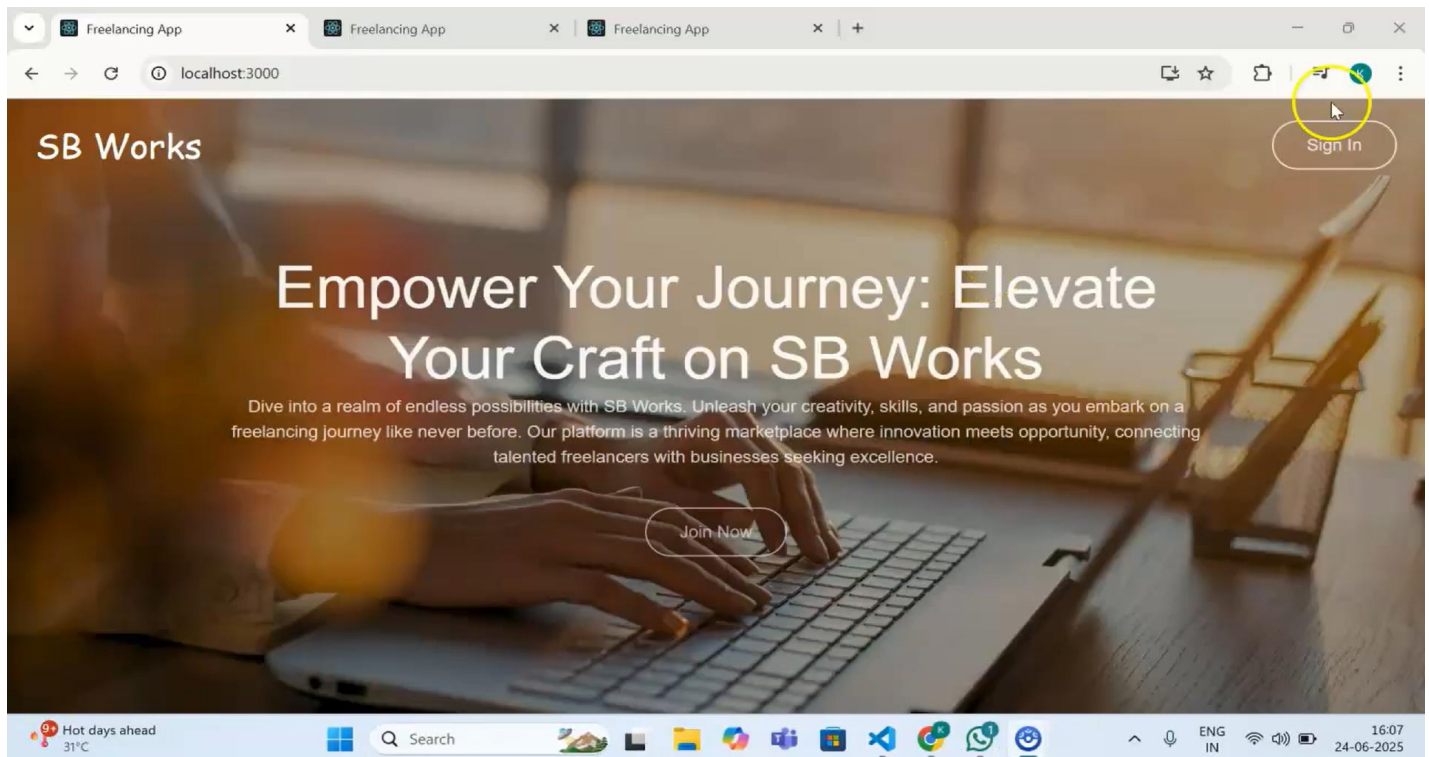 Freelancing App
Freelancing App
Freelancing App
localhost:3000
K
SB Works
Sign In
Empower Your Journey: Elevate
Your Craft on SB Works
Dive into a realm of endless possibilities with SB Works. Unleash your creativity, skills, and passion as you embark on a
freelancing journey like never before. Our platform is a thriving marketplace where innovation meets opportunity, connecting
talented freelancers with businesses seeking excellence.
Join Now
9+
Hot days ahead
31°C
Search
K
1
ENG
IN
16:07
24-06-2025